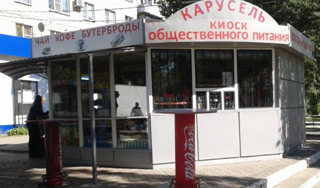 КАРУСЕЛЬ
КИОСК
общественного питания
ЧАЙ КОФЕ БУТЕРБРОДЫ
Coca-Cola